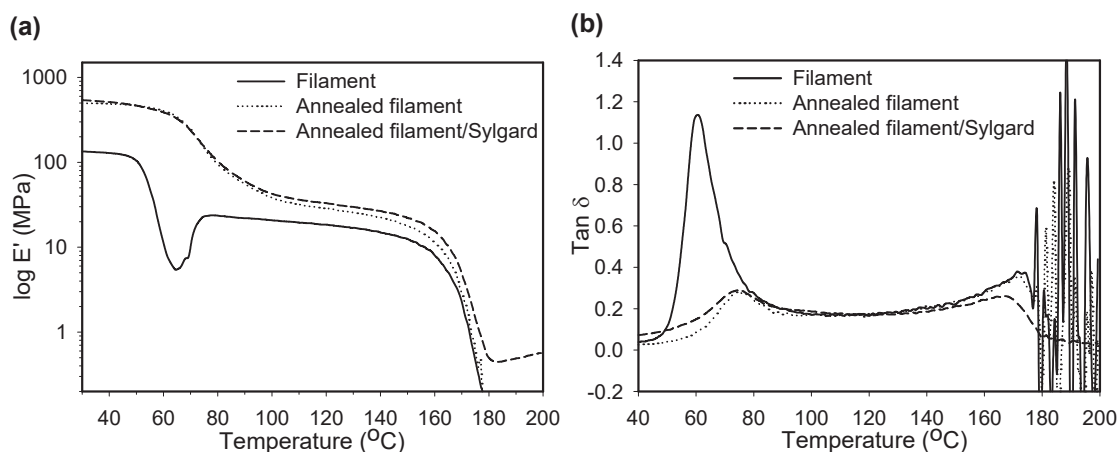 (a)
log E' (MPa)
1000
100
10
1
Filament
Annealed filament
Annealed filament/Sylgard
40 60 80 100 120 140 160 180 200
Temperature (OC)
(b)
Tan δ
1.4
1.2
1.0
0.8
0.6
0.4
0.2
0.0
-0.2
Filament
Annealed filament
Annealed filament/Sylgard
40 60 80 100 120 140 160 180 200
Temperature (OC)